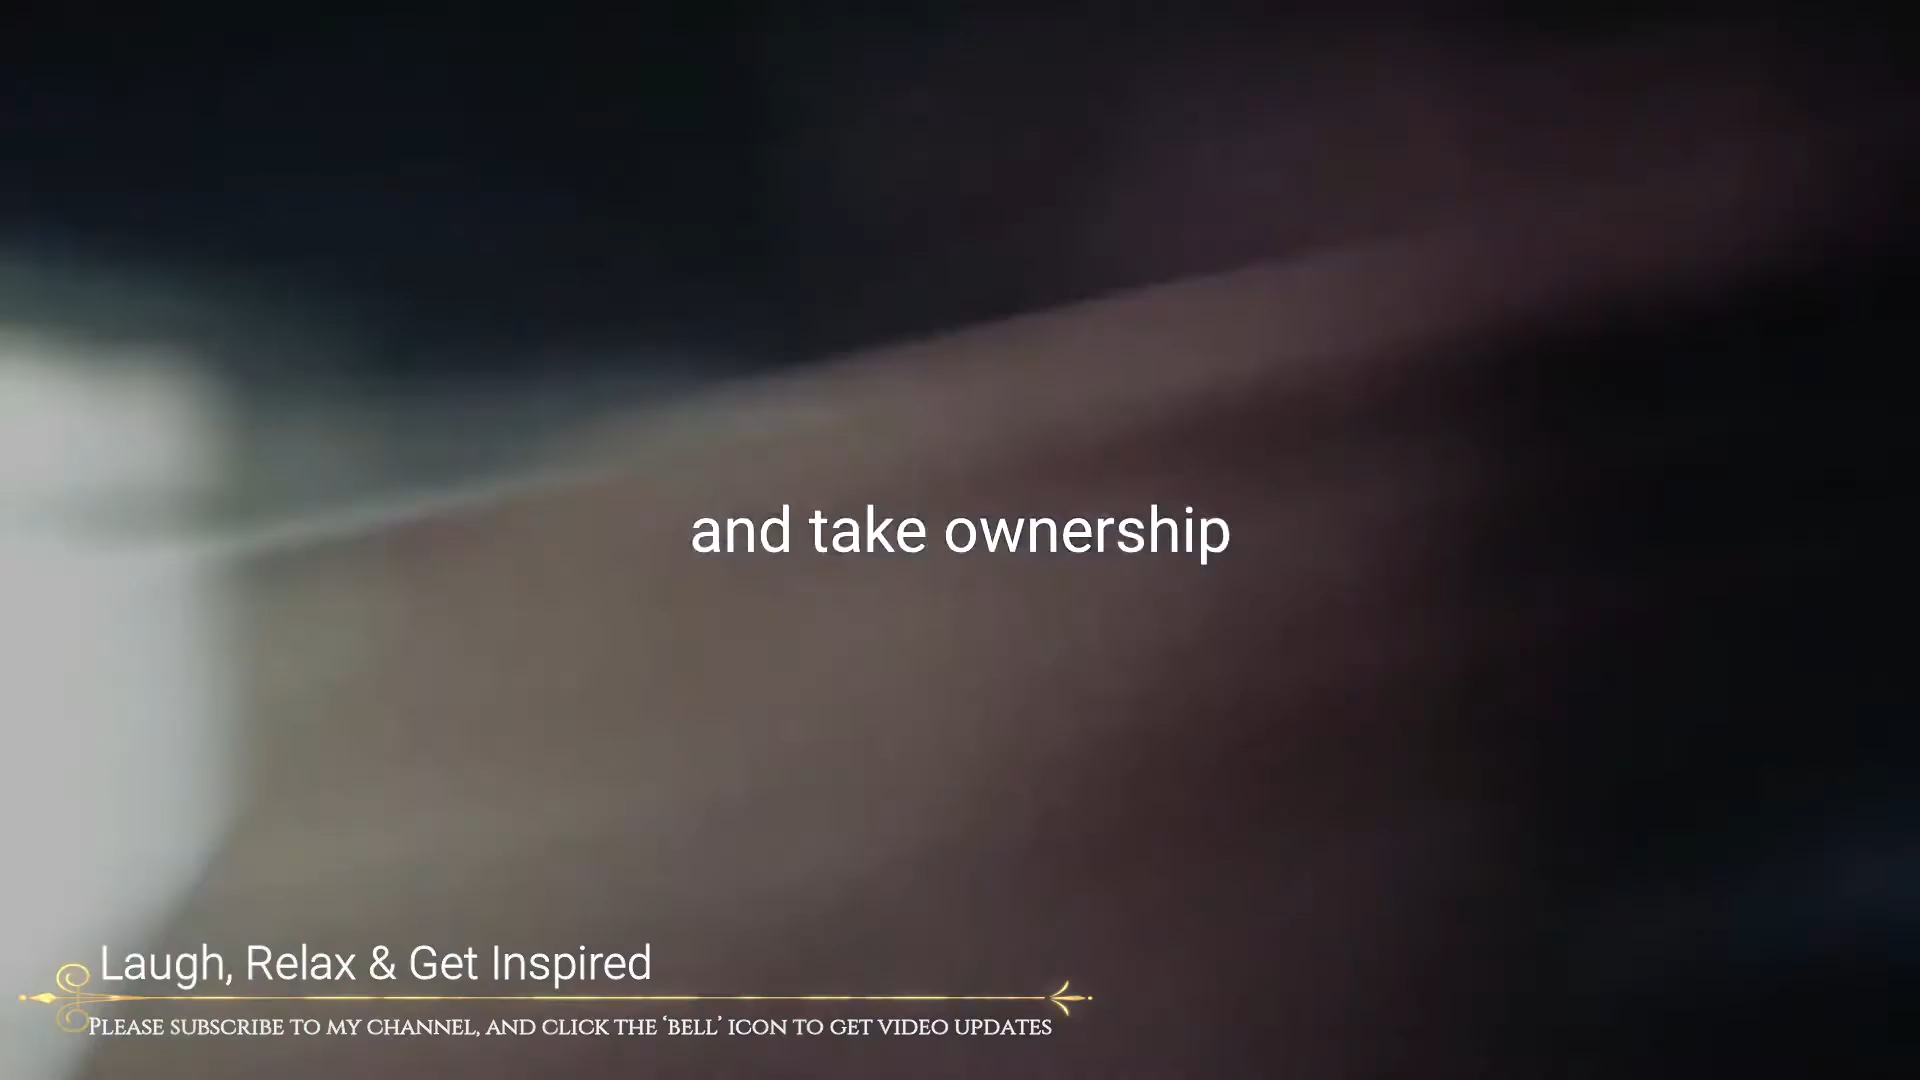 and take ownership
Laugh, Relax & Get Inspired
PLEASE SUBSCRIBE TO MY CHANNEL, AND CLICK THE ‘BELL’ ICON TO GET VIDEO UPDATES